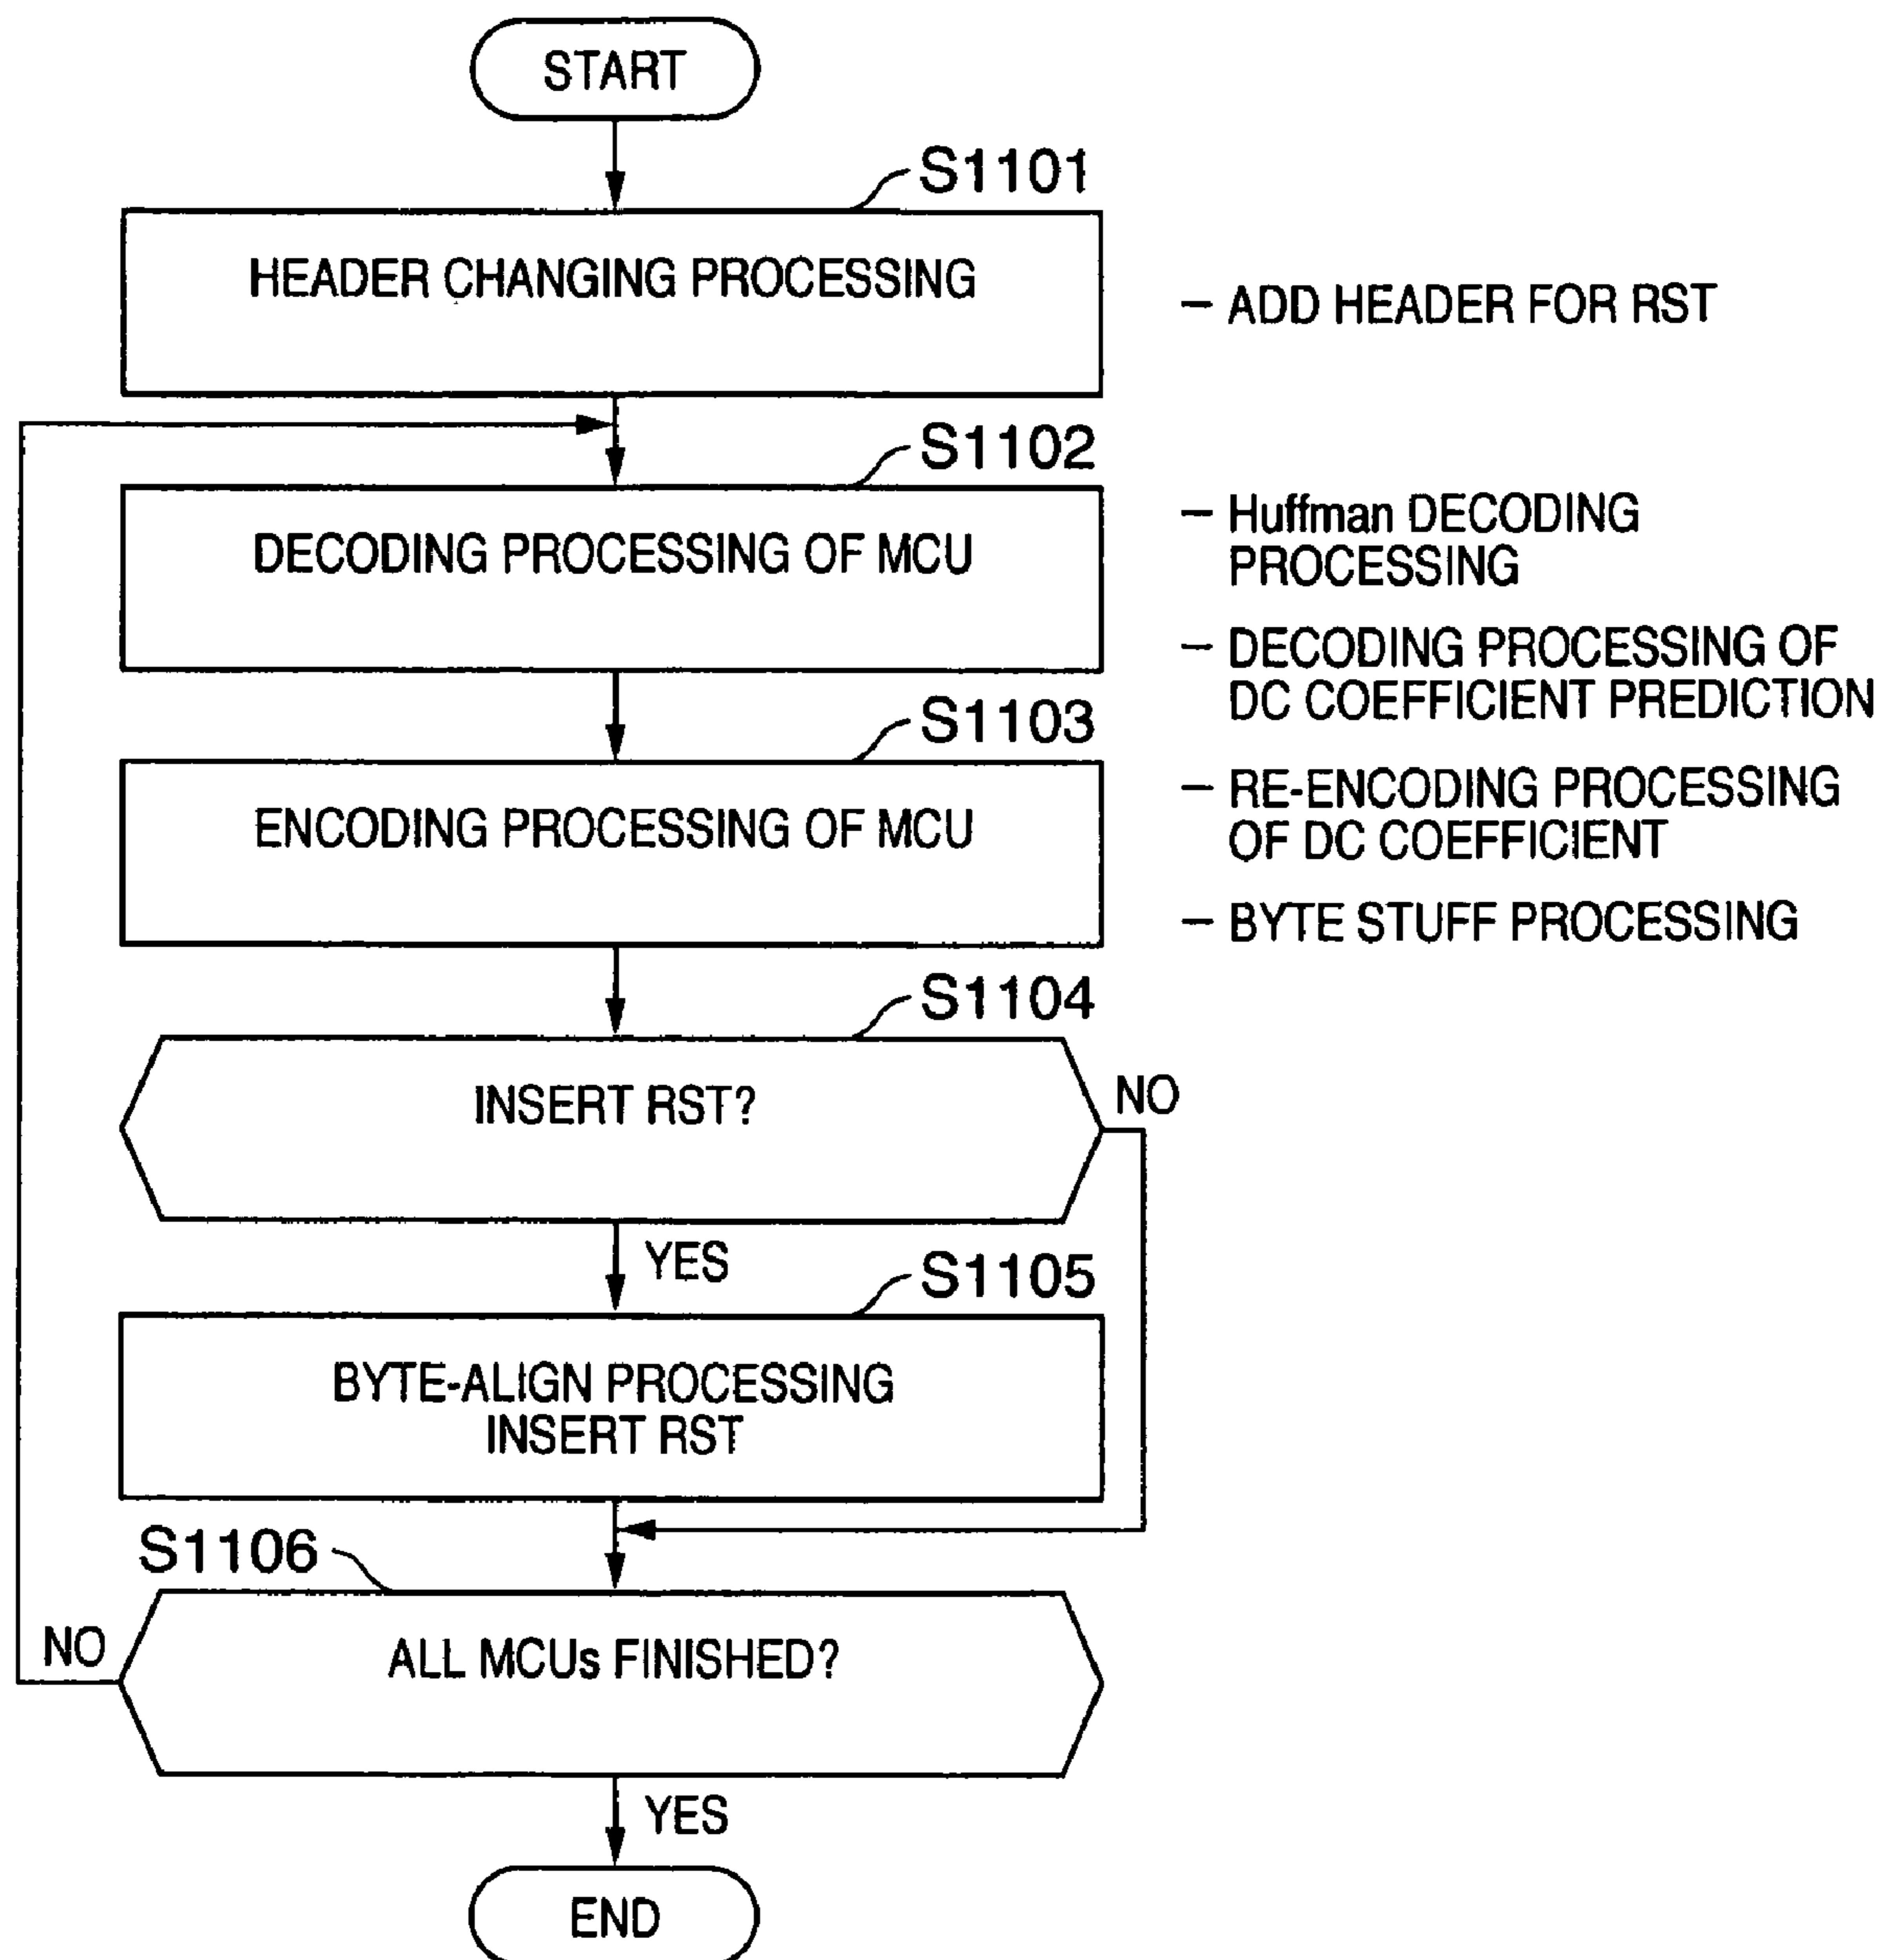 START
S1101
HEADER CHANGING PROCESSING
– ADD HEADER FOR RST
S1102
DECODING PROCESSING OF MCU
– Huffman DECODING
PROCESSING
– DECODING PROCESSING OF
DC COEFFICIENT PREDICTION
S1103
ENCODING PROCESSING OF MCU
– RE-ENCODING PROCESSING
OF DC COEFFICIENT
– BYTE STUFF PROCESSING
S1104
INSERT RST?
NO
YES
S1105
BYTE-ALIGN PROCESSING
INSERT RST
S1106
ALL MCUs FINISHED?
NO
YES
END